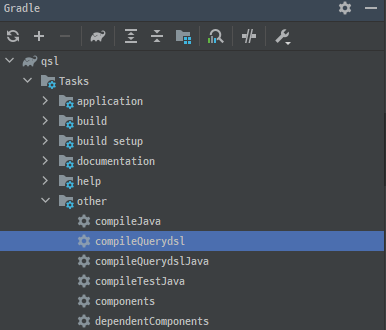 Gradle
qsl
Tasks
application
build
build setup
documentation
help
other
compileJava
compileQuerydsl
compileQuerydslJava
compileTestJava
components
dependentComponents